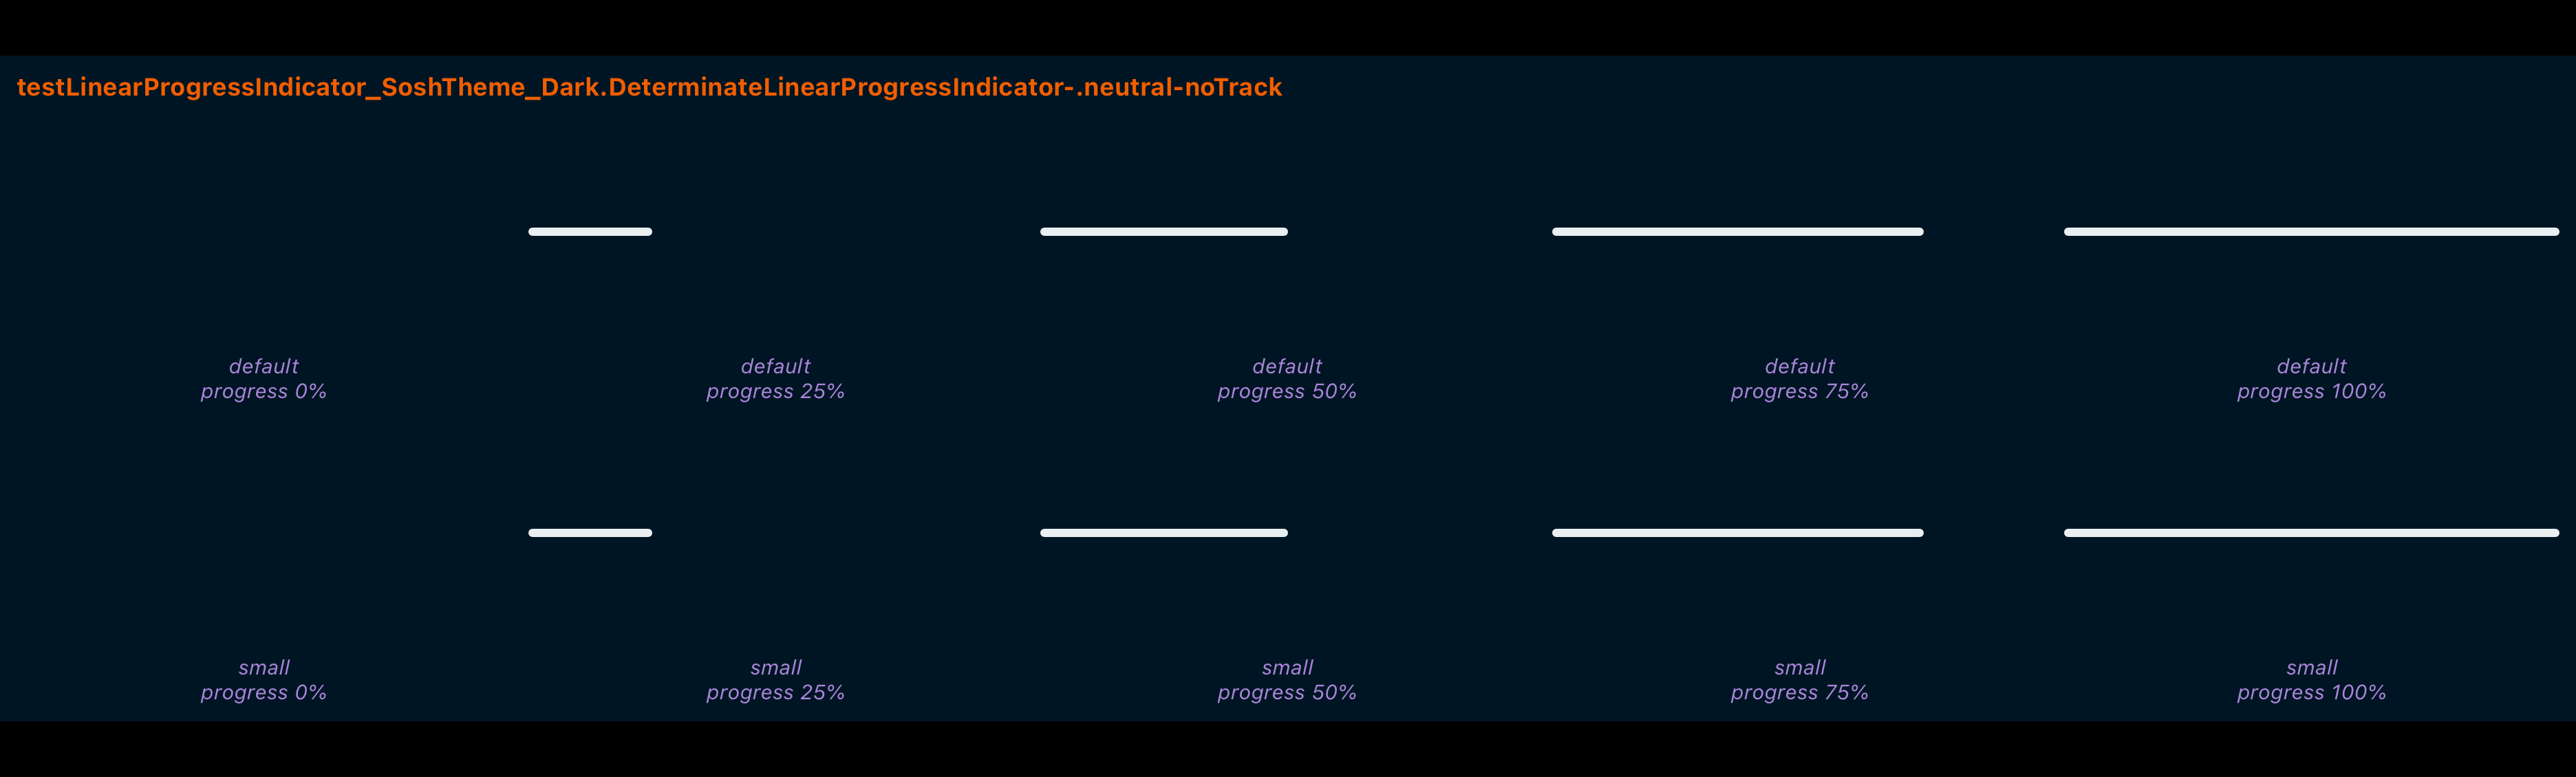 testLinearProgressIndicator_SoshTheme_Dark.DeterminateLinearProgressIndicator-.neutral-noTrack
default
progress 0%
default
progress 25%
default
progress 50%
default
progress 75%
default
progress 100%
small
progress 0%
small
progress 25%
small
progress 50%
small
progress 75%
small
progress 100%